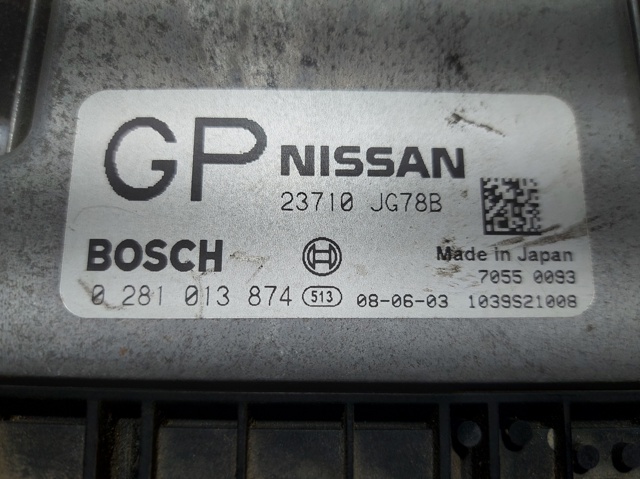 GP NISSAN
23710 JG78B
BOSCH Made in Japan
7055 0093
0 281 013 874 513 08-06-03 1039S21008